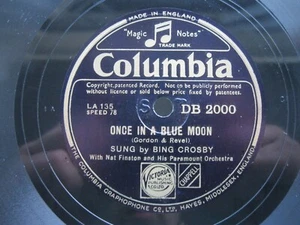 MADE IN ENGLAND
"Magic Notes"
TRADE MARK
Columbia
Copyright, patented Record. Not to be publicly performed
without licence or sold below price fixed by patentees.
LA 135
SPEED 78
DB 2000
ONCE IN A BLUE MOON
(Gordon & Revel)
SUNG by BING CROSBY
With Nat Finston and His Paramount Orchestra
VICTORIA
CHAPPELL
THE COLUMBIA GRAPHOPHONE CO. LTD. HAYES, MIDDLESEX, ENGLAND.